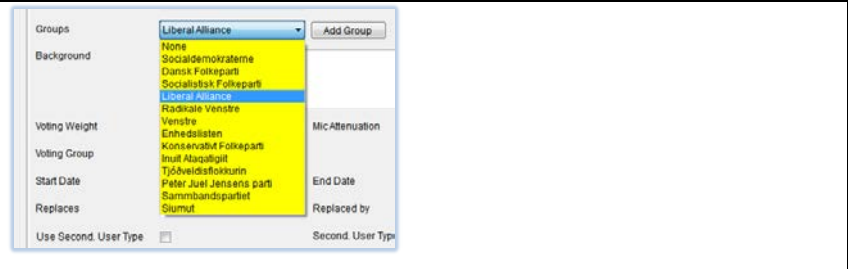 Groups Liberal Alliance Add Group
None
Background Socialdemokraterne
Dansk Folkeparti
Socialistisk Folkeparti
Liberal Alliance
Radikale Venstre
Voting Weight Venstre Mic Attenuation
Enhedslisten
Konservativt Folkeparti
Voting Group Inuit Ataqatigiit
Tjóðveldisflokkurin
Start Date Peter Juel Jensens parti End Date
Sammbandspartiet
Replaces Siumut Replaced by
Use Second. User Type Second. User Type